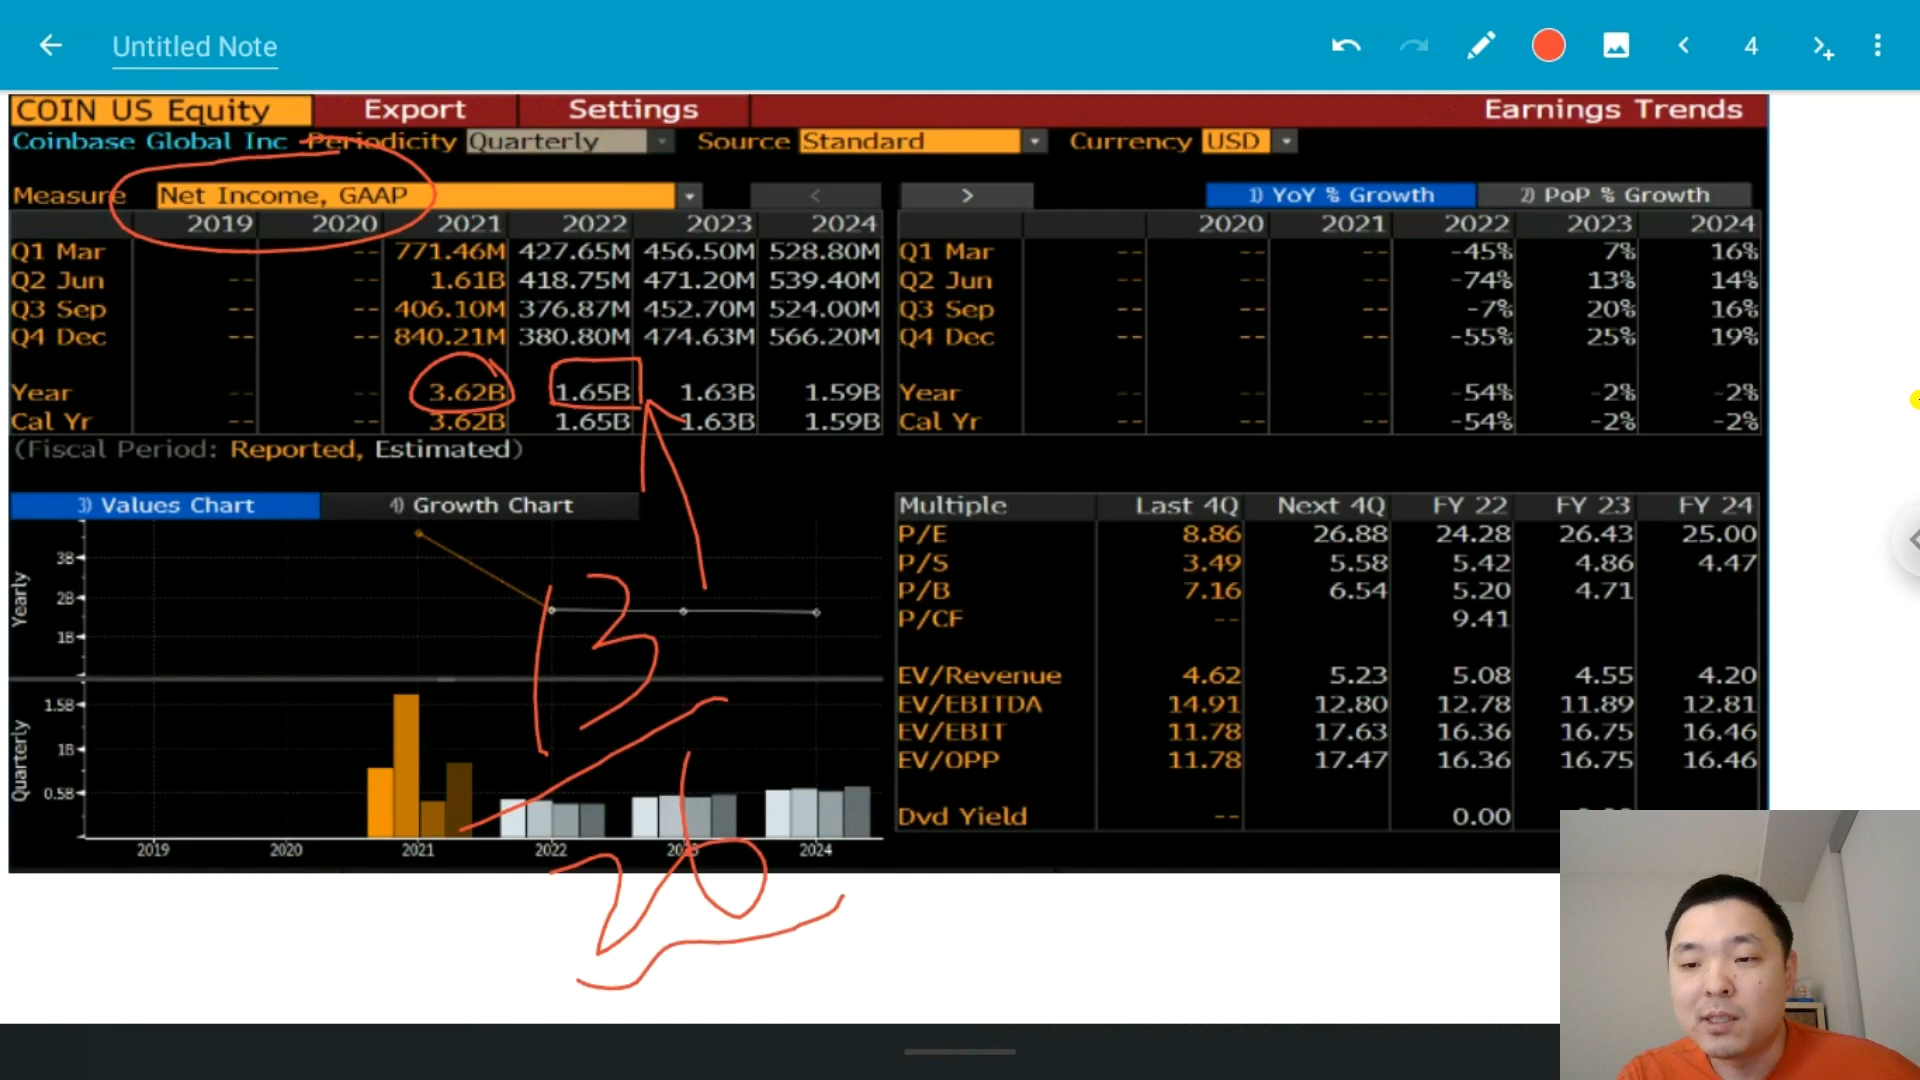 Untitled Note
4
COIN US Equity Export Settings Earnings Trends
Coinbase Global Inc Periodicity Quarterly Source Standard Currency USD
Measure Net Income, GAAP < > 1) YoY % Growth 2) PoP % Growth
2019 2020 2021 2022 2023 2024 2020 2021 2022 2023 2024
Q1 Mar -- 771.46M 427.65M 456.50M 528.80M Q1 Mar -- -- -- -45% 7% 16%
Q2 Jun -- -- 1.61B 418.75M 471.20M 539.40M Q2 Jun -- -- -- -74% 13% 14%
Q3 Sep -- -- 406.10M 376.87M 452.70M 524.00M Q3 Sep -- -- -- -7% 20% 16%
Q4 Dec -- -- 840.21M 380.80M 474.63M 566.20M Q4 Dec -- -- -- -55% 25% 19%
Year -- -- 3.62B 1.65B 1.63B 1.59B Year -- -- -- -54% -2% -2%
Cal Yr -- -- 3.62B 1.65B 1.63B 1.59B Cal Yr -- -- -- -54% -2% -2%
(Fiscal Period: Reported, Estimated)
3) Values Chart 4) Growth Chart
Yearly
3B
2B
1B
Quarterly
1.5B
1B
0.5B
2019 2020 2021 2022 2024
13
20
Multiple Last 4Q Next 4Q FY 22 FY 23 FY 24
P/E 8.86 26.88 24.28 26.43 25.00
P/S 3.49 5.58 5.42 4.86 4.47
P/B 7.16 6.54 5.20 4.71
P/CF -- 9.41
EV/Revenue 4.62 5.23 5.08 4.55 4.20
EV/EBITDA 14.91 12.80 12.78 11.89 12.81
EV/EBIT 11.78 17.63 16.36 16.75 16.46
EV/OPP 11.78 17.47 16.36 16.75 16.46
Dvd Yield -- 0.00